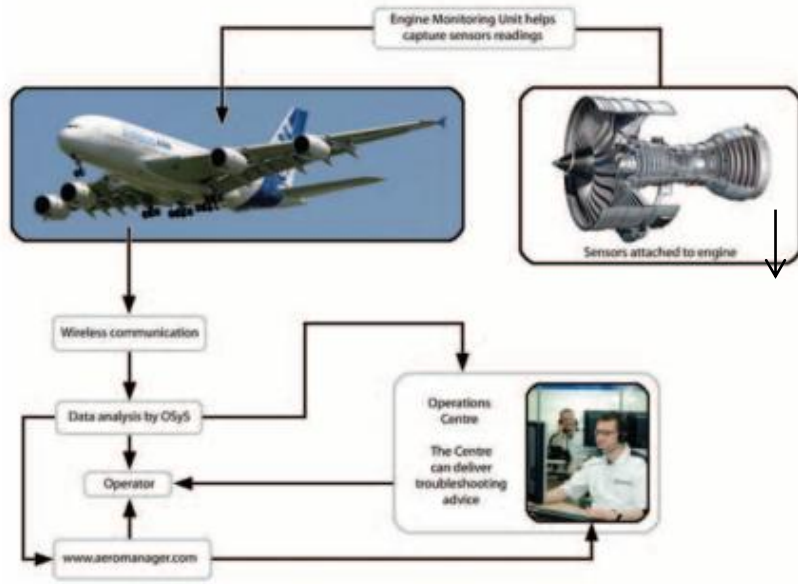 Engine Monitoring Unit helps
capture sensors readings
Sensors attached to engine
Wireless communication
Data analysis by OSyS
Operations
Centre
The Centre
can deliver
troubleshooting
advice
Operator
www.aeromanager.com